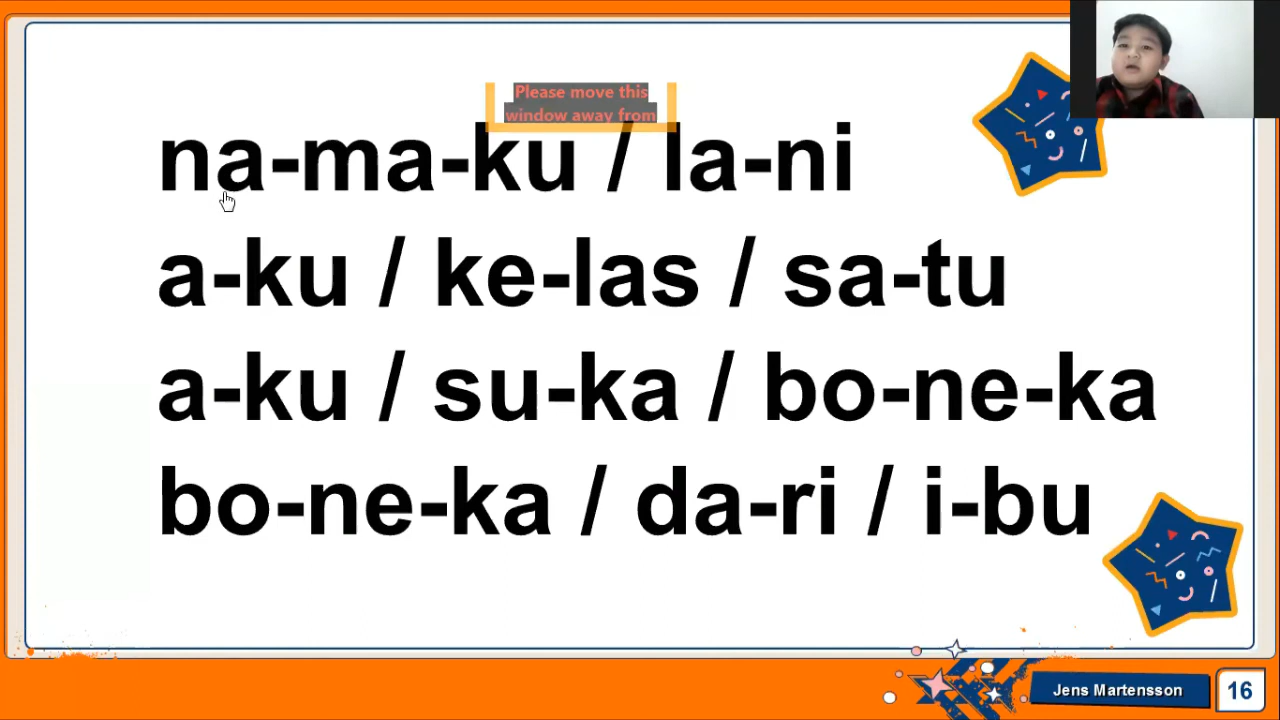 Please move this
window away from
na-ma-ku / la-ni
a-ku / ke-las / sa-tu
a-ku / su-ka / bo-ne-ka
bo-ne-ka / da-ri / i-bu
Jens Martensson
16